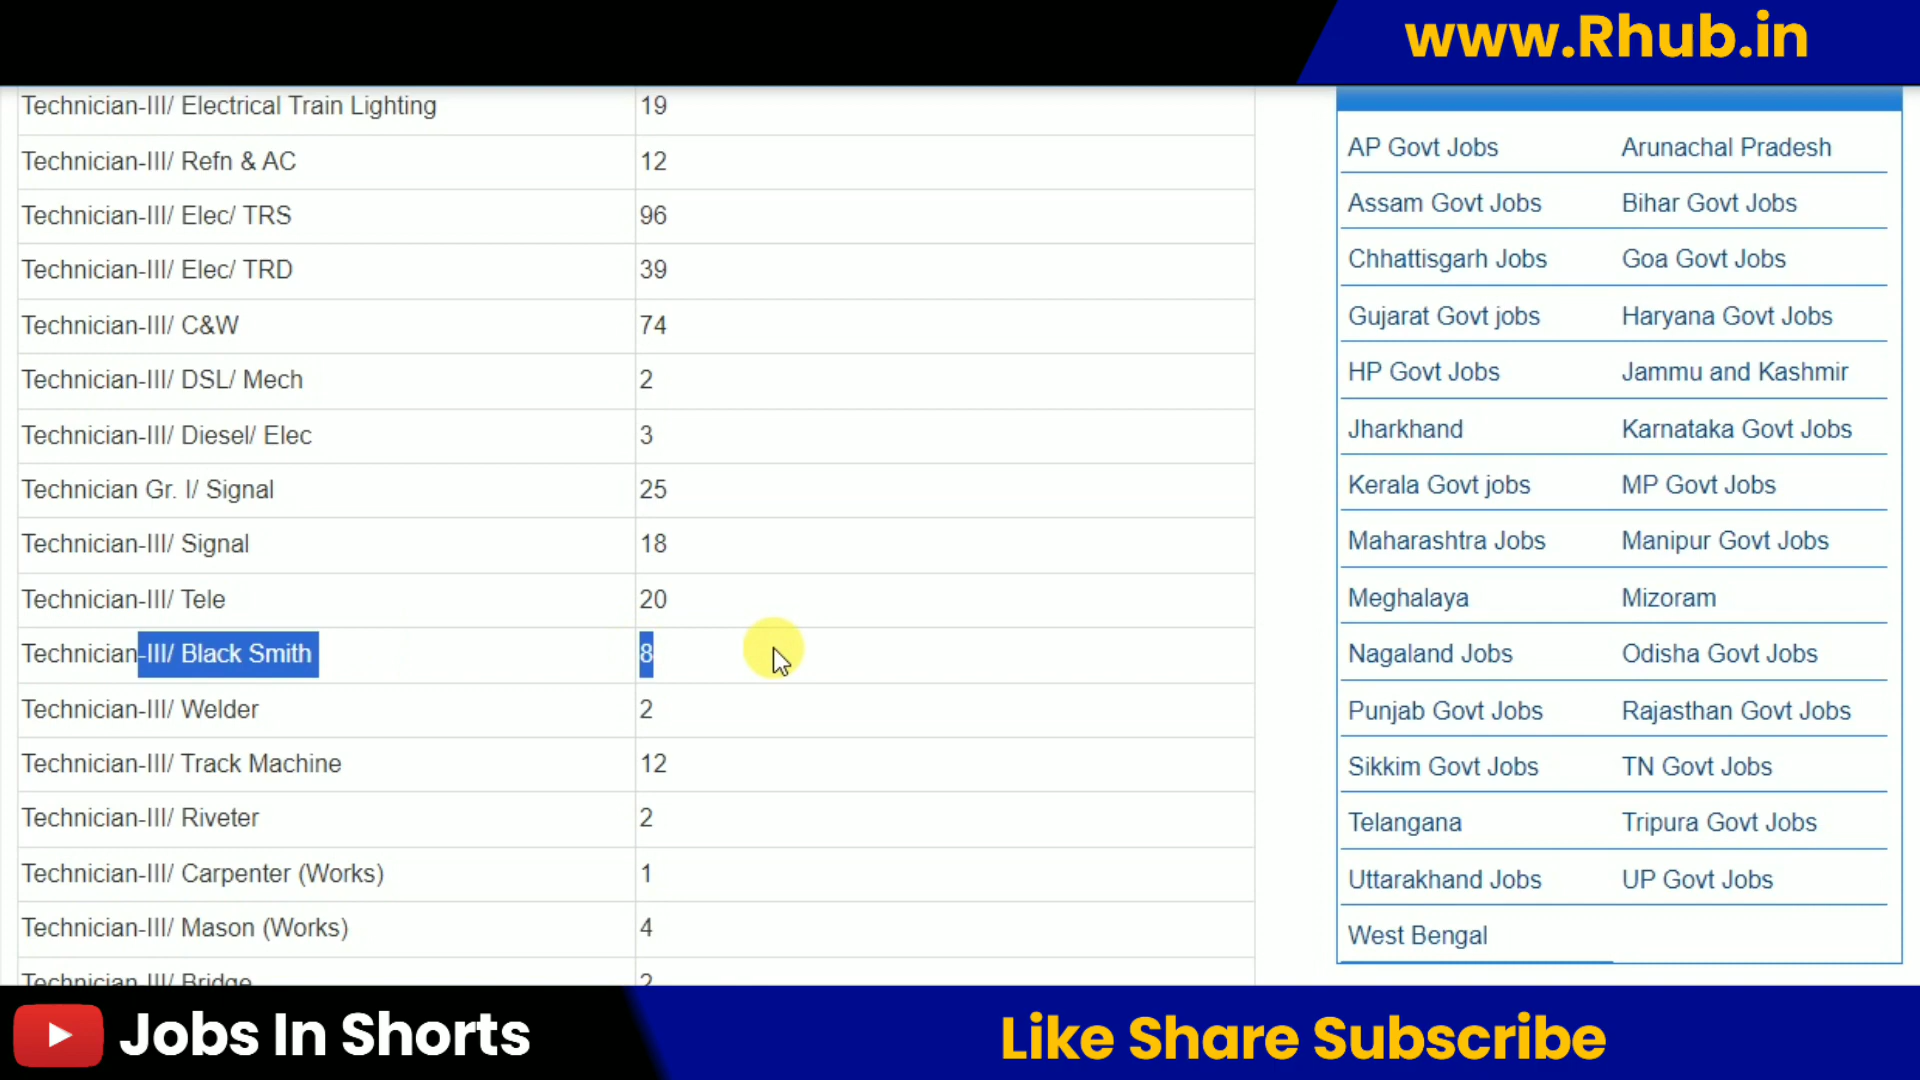 www.Rhub.in
Technician-III/ Electrical Train Lighting 19
Technician-III/ Refn & AC 12
Technician-III/ Elec/ TRS 96
Technician-III/ Elec/ TRD 39
Technician-III/ C&W 74
Technician-III/ DSL/ Mech 2
Technician-III/ Diesel/ Elec 3
Technician Gr. I/ Signal 25
Technician-III/ Signal 18
Technician-III/ Tele 20
Technician-III/ Black Smith 8
Technician-III/ Welder 2
Technician-III/ Track Machine 12
Technician-III/ Riveter 2
Technician-III/ Carpenter (Works) 1
Technician-III/ Mason (Works) 4
Technician-III/ Bridge 2
AP Govt Jobs Arunachal Pradesh
Assam Govt Jobs Bihar Govt Jobs
Chhattisgarh Jobs Goa Govt Jobs
Gujarat Govt jobs Haryana Govt Jobs
HP Govt Jobs Jammu and Kashmir
Jharkhand Karnataka Govt Jobs
Kerala Govt jobs MP Govt Jobs
Maharashtra Jobs Manipur Govt Jobs
Meghalaya Mizoram
Nagaland Jobs Odisha Govt Jobs
Punjab Govt Jobs Rajasthan Govt Jobs
Sikkim Govt Jobs TN Govt Jobs
Telangana Tripura Govt Jobs
Uttarakhand Jobs UP Govt Jobs
West Bengal
Jobs In Shorts
Like Share Subscribe